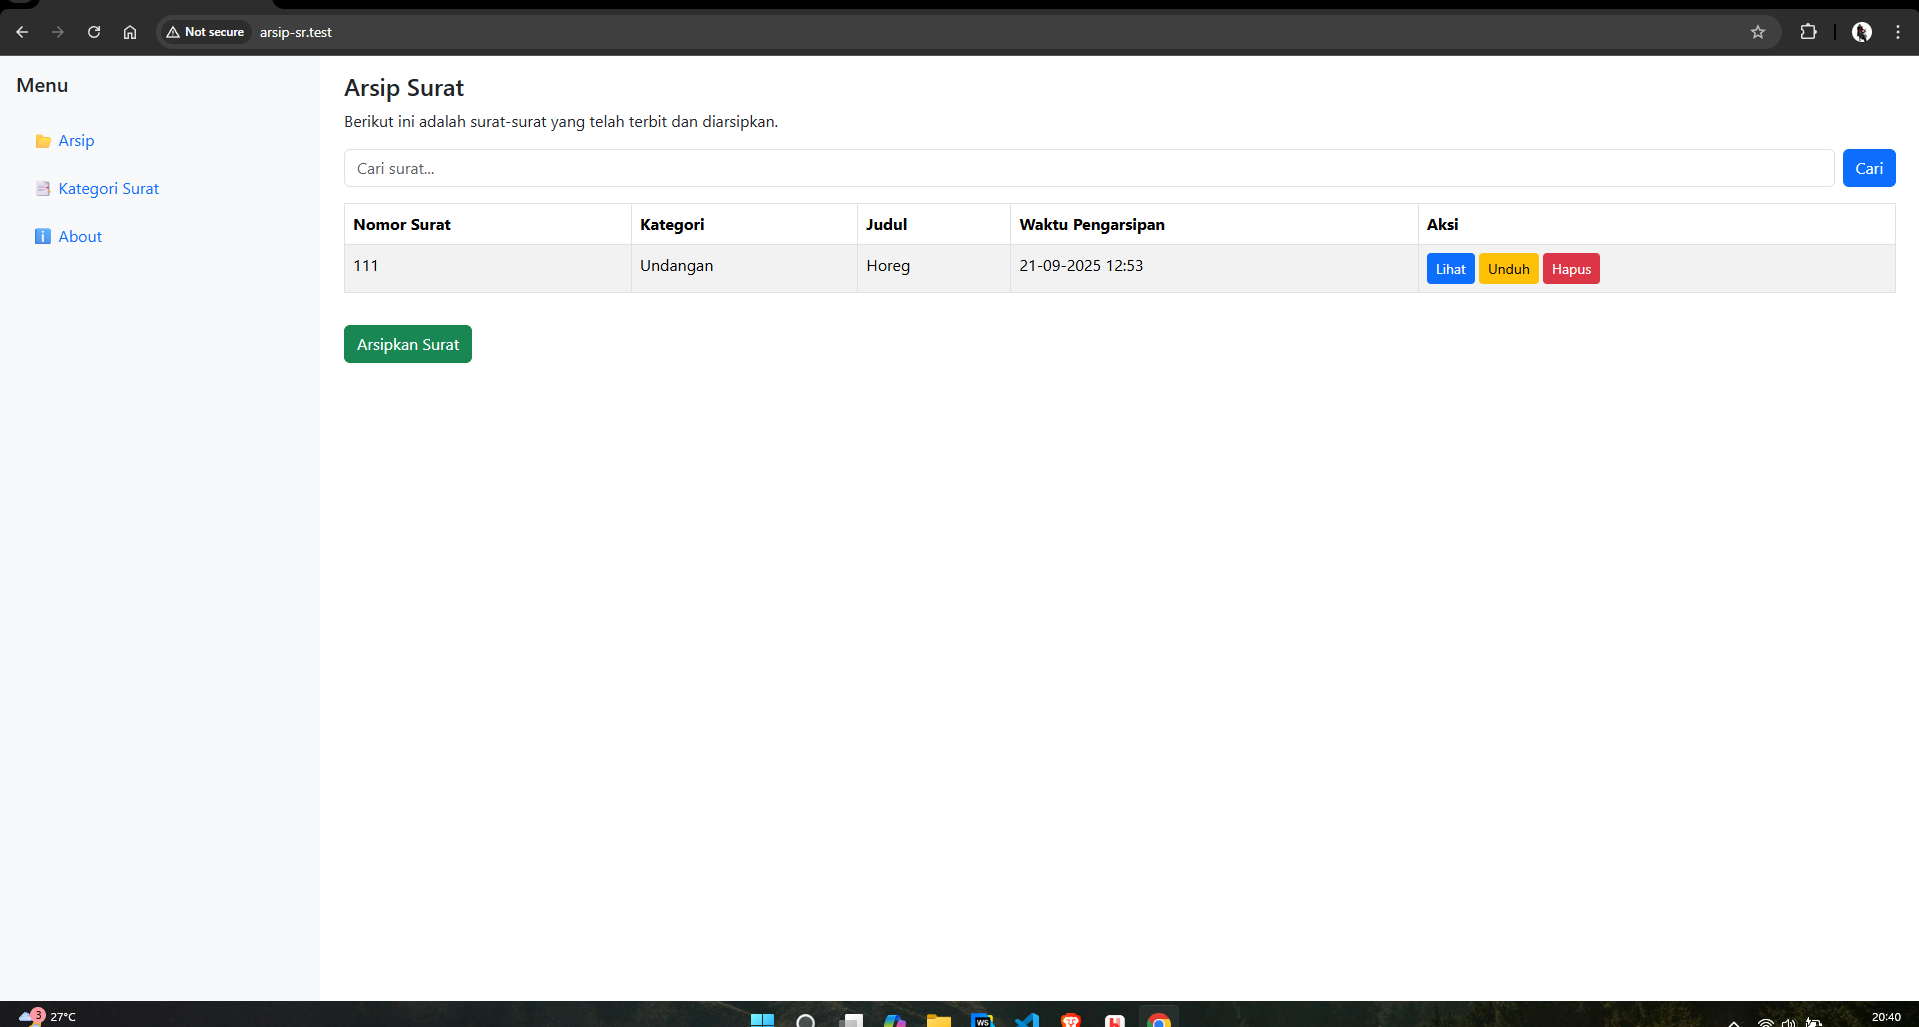 Not secure arsip-sr.test
Menu
Arsip
Kategori Surat
About
Arsip Surat
Berikut ini adalah surat-surat yang telah terbit dan diarsipkan.
Cari surat... Cari
Nomor Surat Kategori Judul Waktu Pengarsipan Aksi
111 Undangan Horeg 21-09-2025 12:53 Lihat Unduh Hapus
Arsipkan Surat
3 27°C WS 20:40